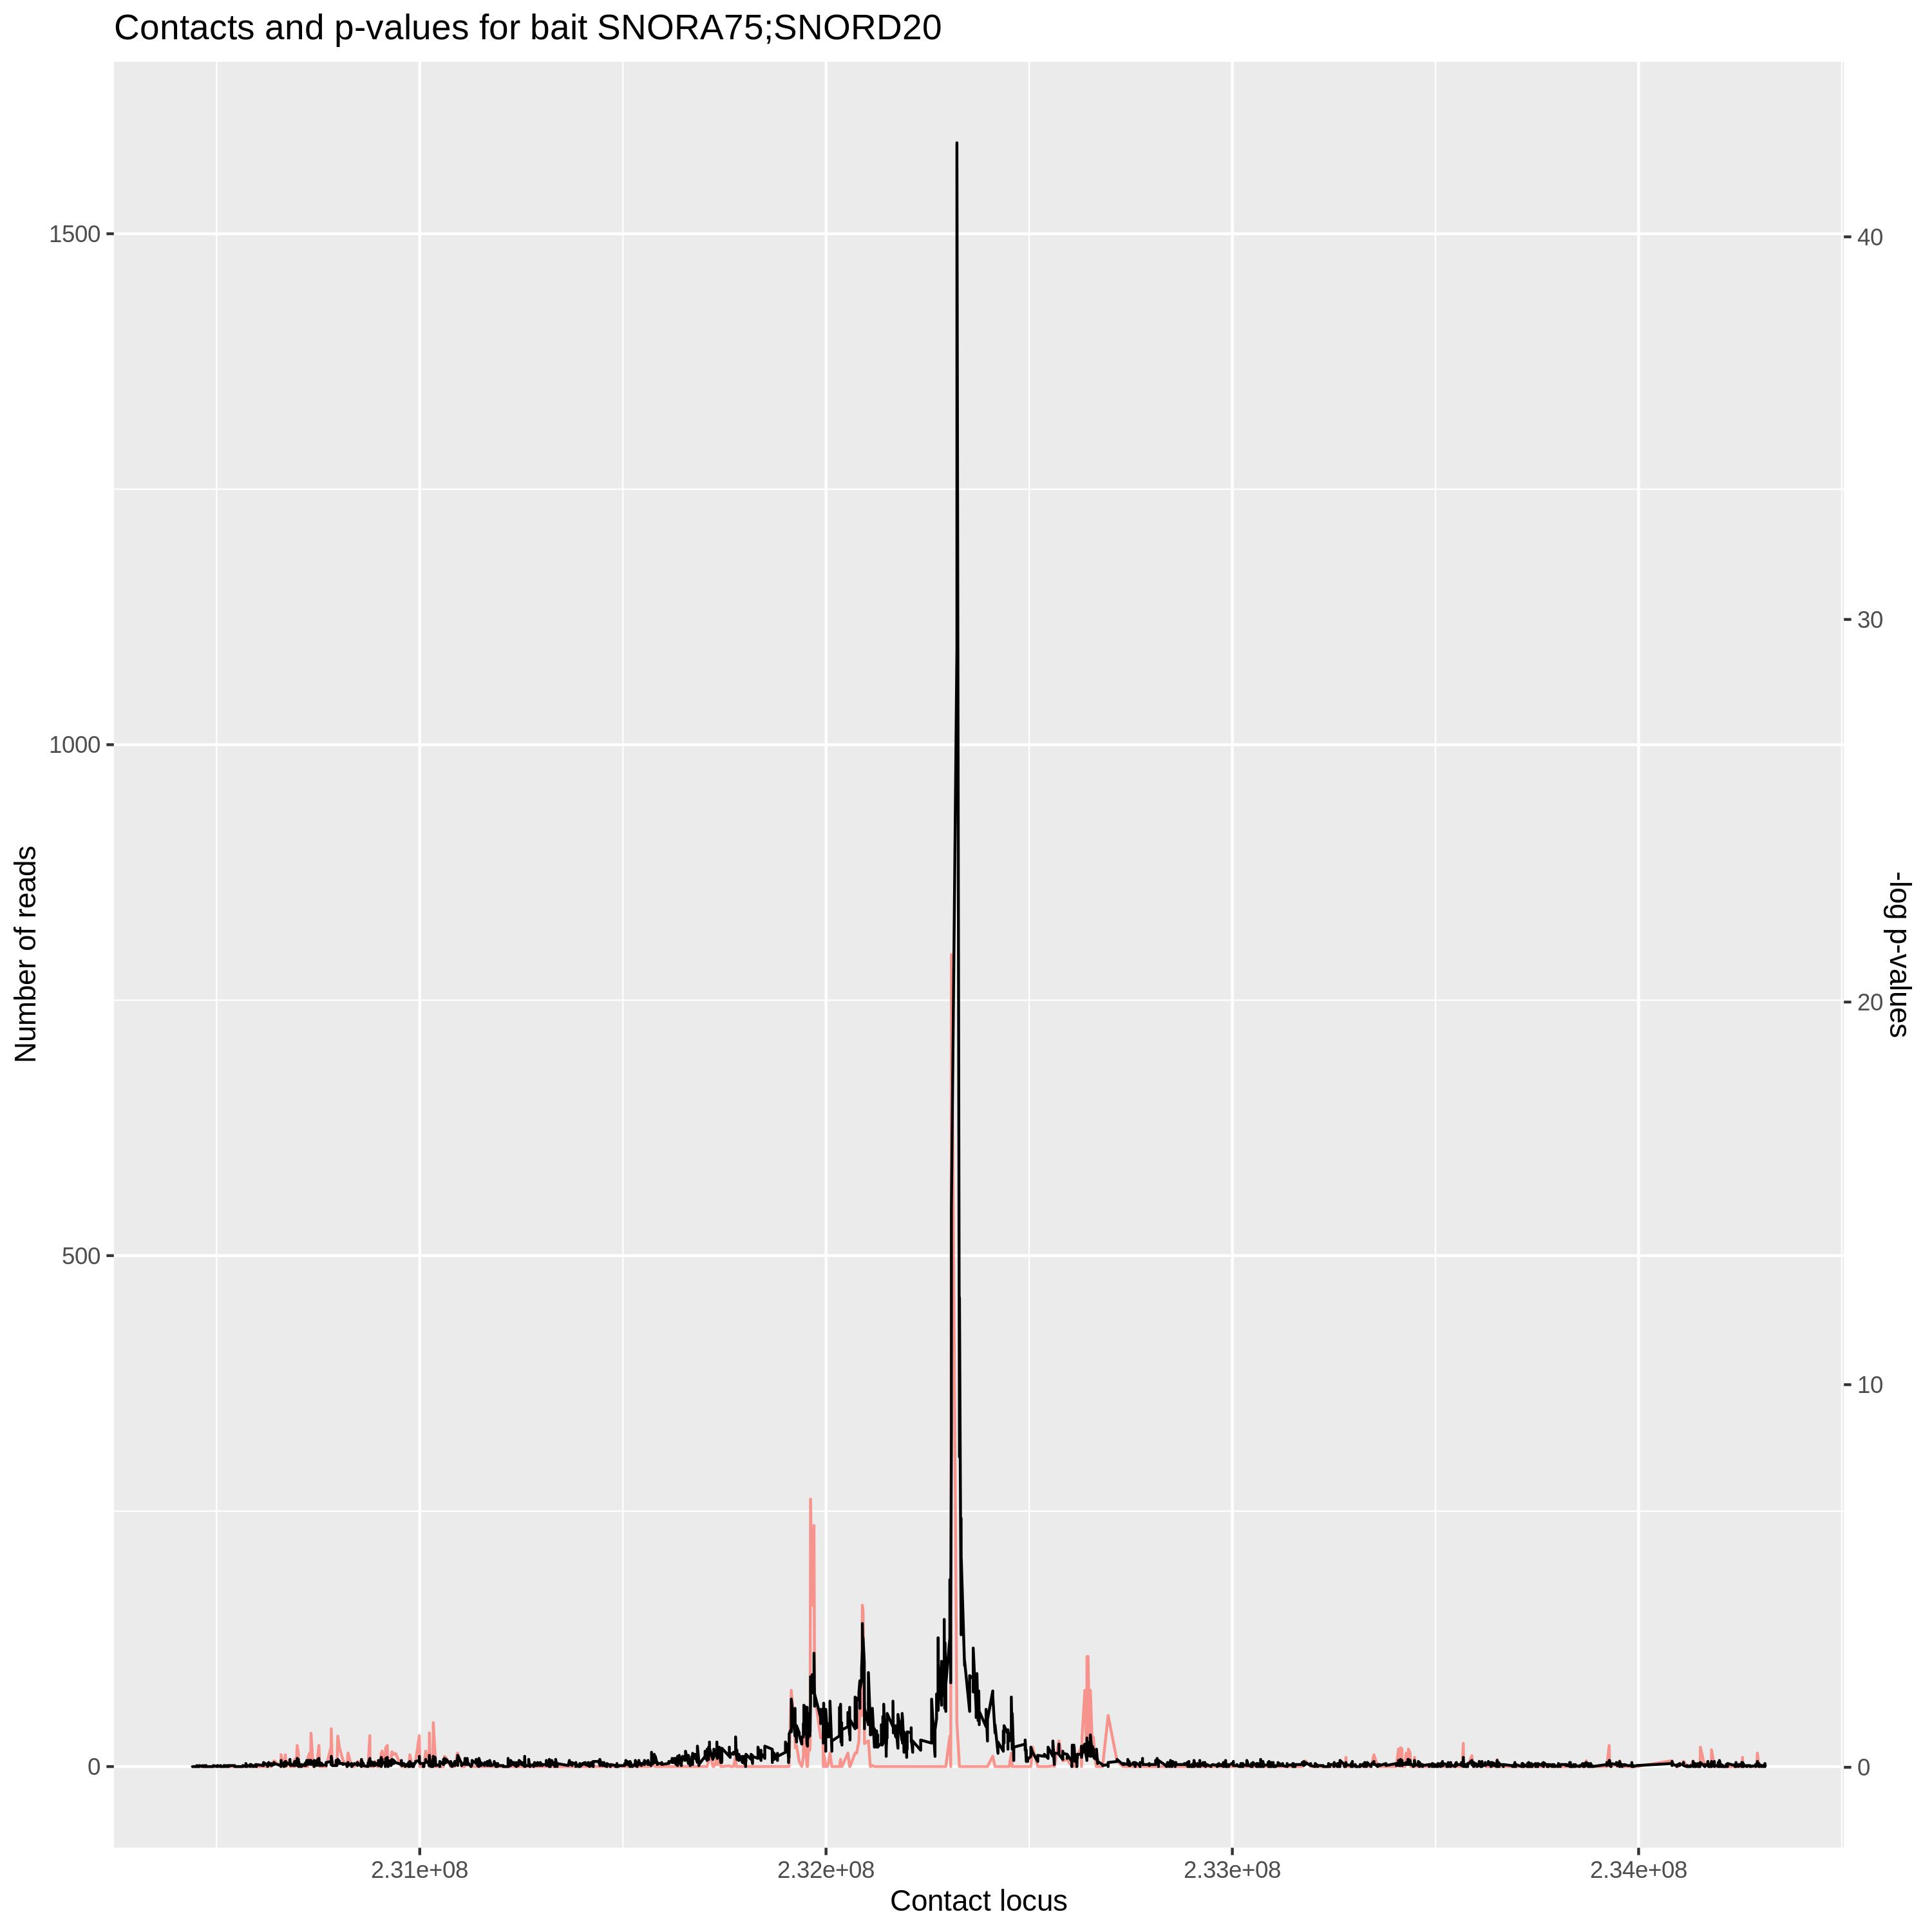 Contacts and p-values for bait SNORA75;SNORD20
Number of reads
1500
1000
500
0
40
30
20
10
0
-log p-values
2.31e+08
2.32e+08
2.33e+08
2.34e+08
Contact locus